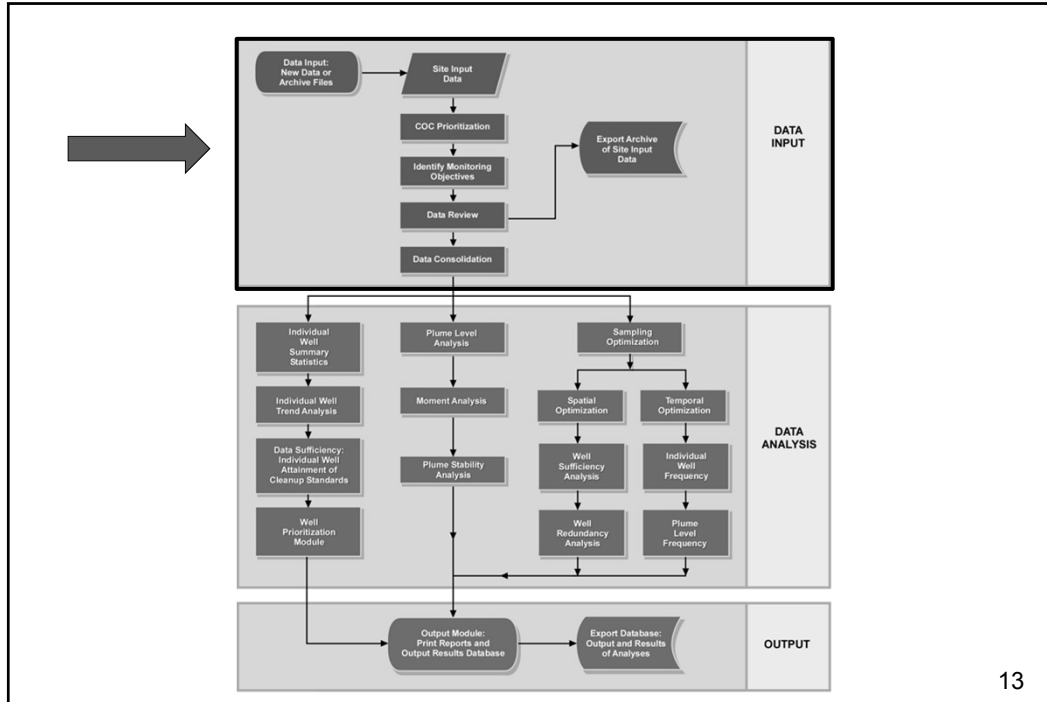 Data Input:
New Data or
Archive Files
Site Input
Data
COC Prioritization
Identify Monitoring
Objectives
Data Review
Data Consolidation
Export Archive
of Site Input
Data
DATA
INPUT
Individual
Well
Summary
Statistics
Individual Well
Trend Analysis
Data Sufficiency:
Individual Well
Attainment of
Cleanup Standards
Well
Prioritization
Module
Plume Level
Analysis
Moment Analysis
Plume Stability
Analysis
Sampling
Optimization
Spatial
Optimization
Well
Sufficiency
Analysis
Well
Redundancy
Analysis
Temporal
Optimization
Individual
Well
Frequency
Plume
Level
Frequency
DATA
ANALYSIS
Output Module:
Print Reports and
Output Results Database
Export Database:
Output and Results
of Analyses
OUTPUT
13